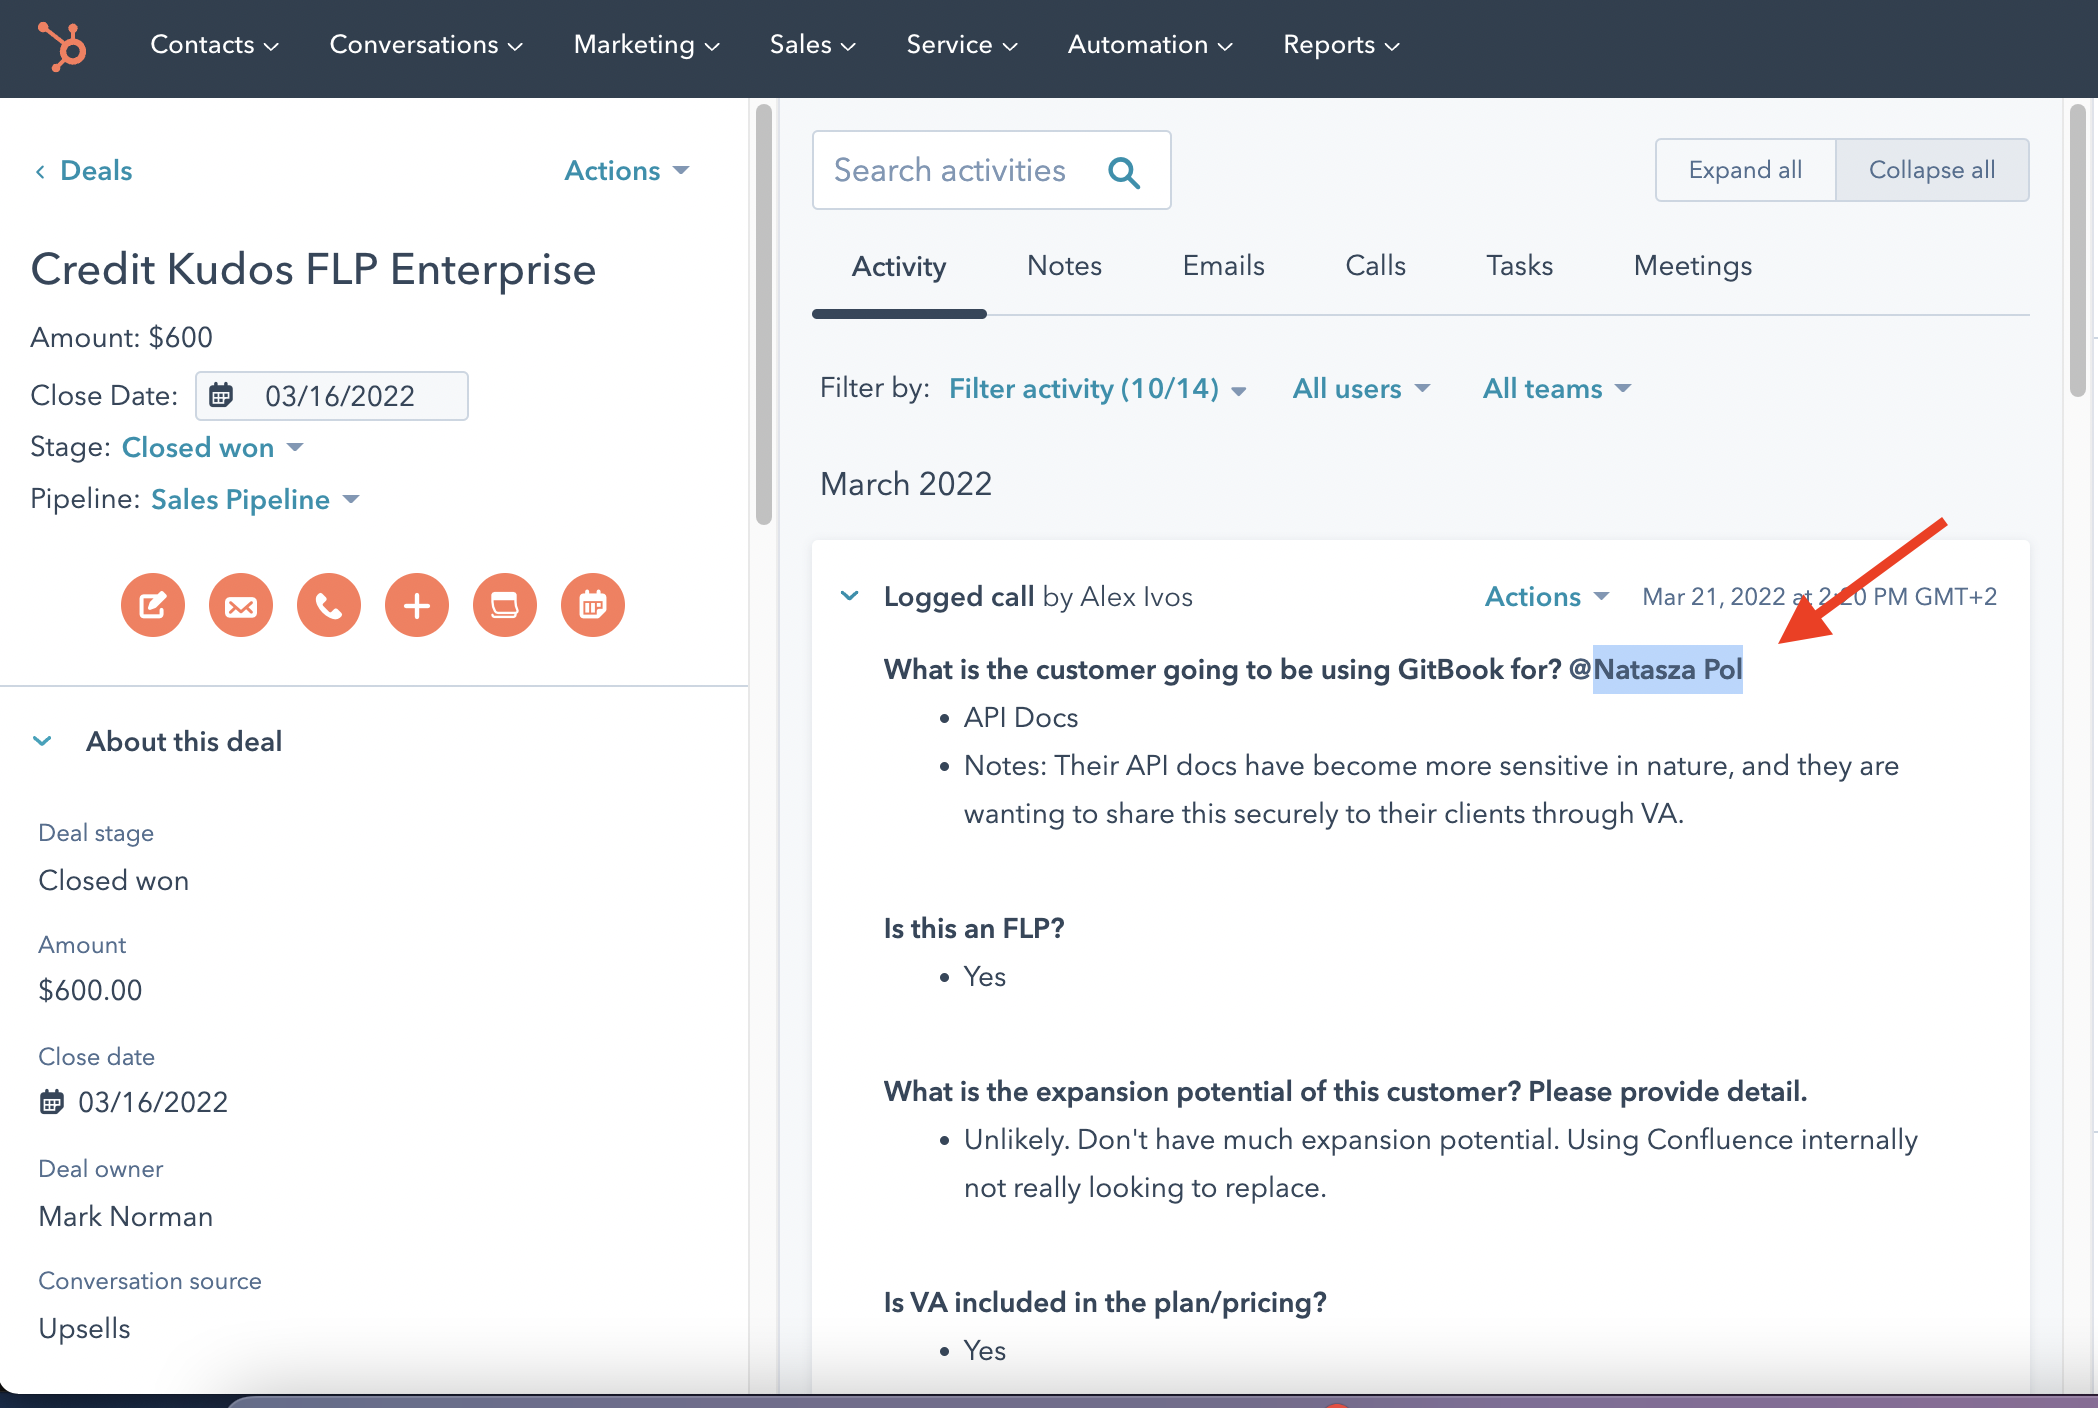 Contacts Conversations Marketing Sales Service Automation Reports
Deals
Actions
Credit Kudos FLP Enterprise
Amount: $600
Close Date: 03/16/2022
Stage: Closed won
Pipeline: Sales Pipeline
About this deal
Deal stage
Closed won
Amount
$600.00
Close date
03/16/2022
Deal owner
Mark Norman
Conversation source
Upsells
Search activities
Expand all Collapse all
Activity Notes Emails Calls Tasks Meetings
Filter by: Filter activity (10/14) All users All teams
March 2022
Logged call by Alex Ivos Actions Mar 21, 2022 at 2:20 PM GMT+2
What is the customer going to be using GitBook for? @Natasza Pol
• API Docs
• Notes: Their API docs have become more sensitive in nature, and they are
wanting to share this securely to their clients through VA.
Is this an FLP?
• Yes
What is the expansion potential of this customer? Please provide detail.
• Unlikely. Don't have much expansion potential. Using Confluence internally
not really looking to replace.
Is VA included in the plan/pricing?
• Yes